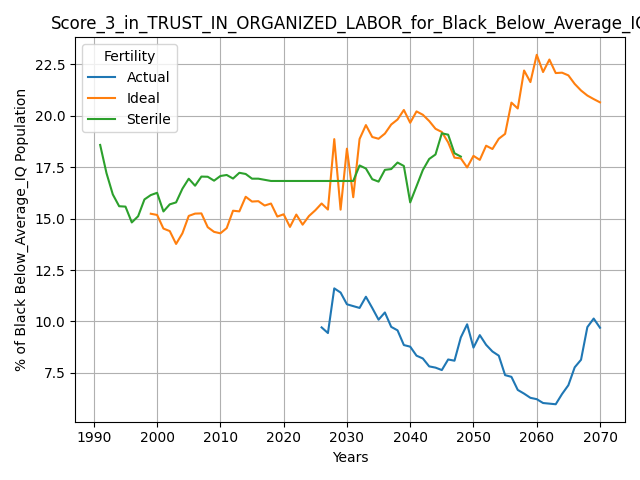 Score_3_in_TRUST_IN_ORGANIZED_LABOR_for_Black_Below_Average_IQ
Fertility
Actual
Ideal
Sterile
% of Black Below_Average_IQ Population
22.5
20.0
17.5
15.0
12.5
10.0
7.5
1990 2000 2010 2020 2030 2040 2050 2060 2070
Years